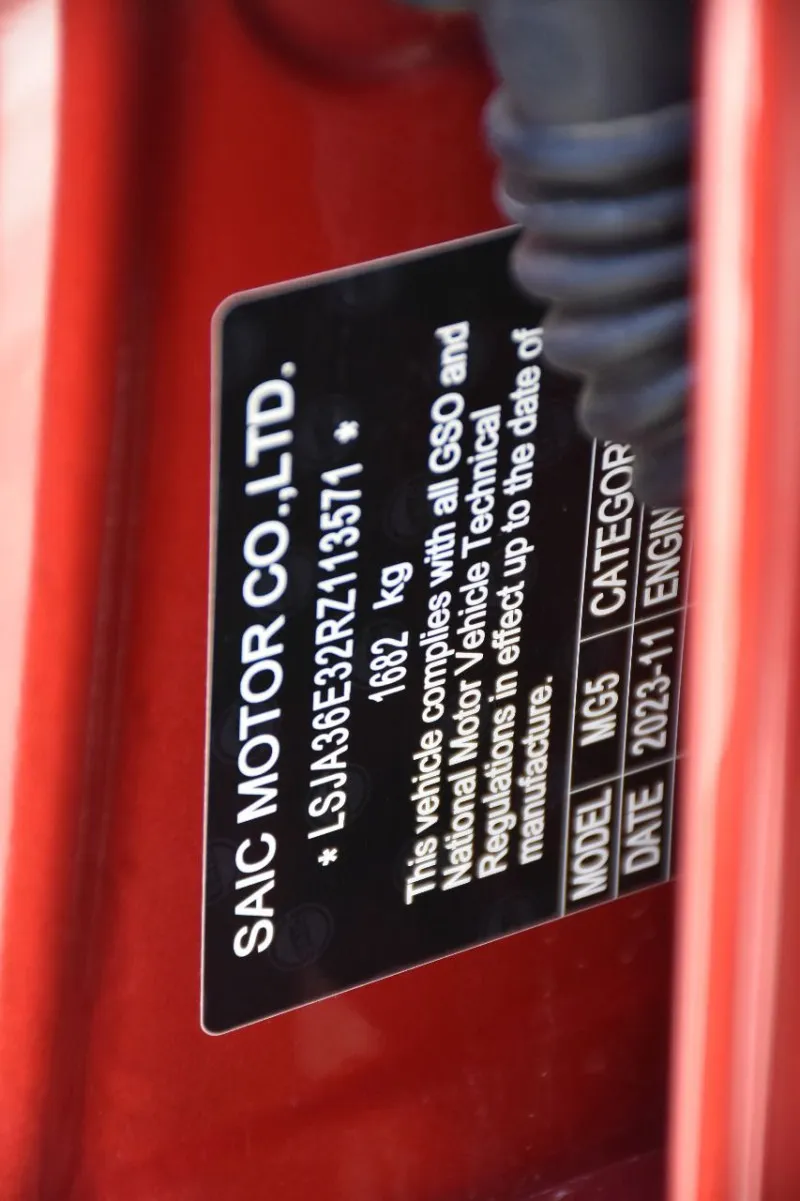 SAIC MOTOR CO.,LTD.
* LSJA36E32RZ113571 *
1682 kg
This vehicle complies with all GSO and
National Motor Vehicle Technical
Regulations in effect up to the date of
manufacture.
MODEL MG5
DATE 2023-11